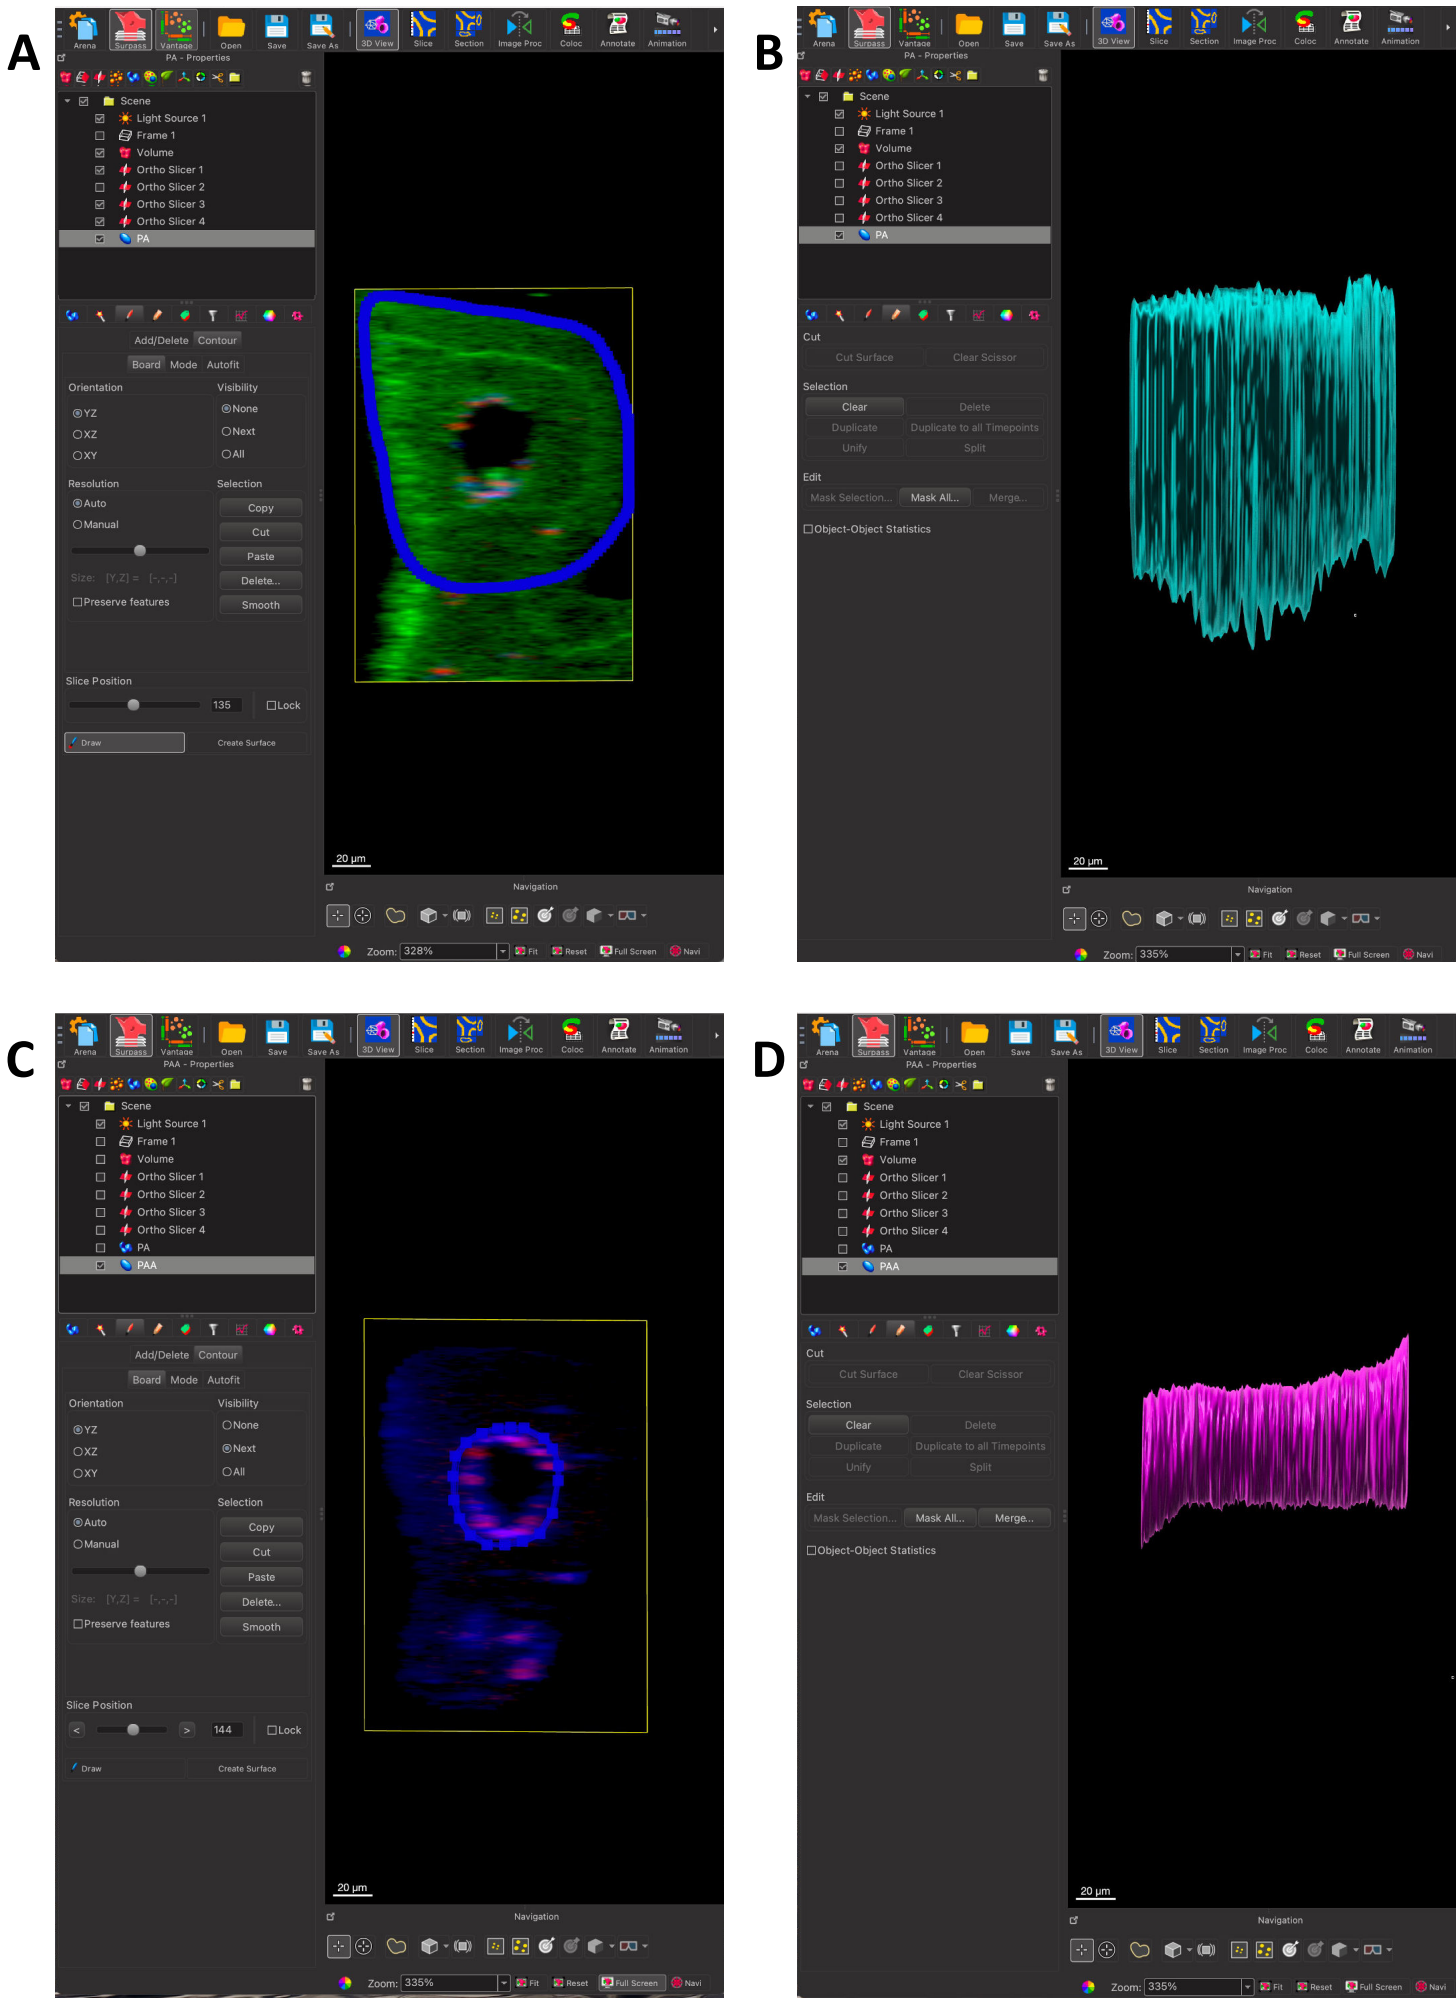 A
Arena Surpass Vantage Open Save Save As 3D View Slice Section Image Proc Coloc Annotate Animation
PA - Properties
Scene
Light Source 1
Frame 1
Volume
Ortho Slicer 1
Ortho Slicer 2
Ortho Slicer 3
Ortho Slicer 4
PA
Add/Delete Contour
Board Mode Autofit
Orientation Visibility
YZ None
XZ Next
XY All
Resolution Selection
Auto Copy
Manual Cut
Paste
Size: [Y,Z] = [-,-,-] Delete...
Preserve features Smooth
Slice Position
135 Lock
Draw Create Surface
20 µm
Navigation
Zoom: 328% Fit Reset Full Screen Navi
B
Arena Surpass Vantage Open Save Save As 3D View Slice Section Image Proc Coloc Annotate Animation
PA - Properties
Scene
Light Source 1
Frame 1
Volume
Ortho Slicer 1
Ortho Slicer 2
Ortho Slicer 3
Ortho Slicer 4
PA
Cut
Cut Surface Clear Scissor
Selection
Clear Delete
Duplicate Duplicate to all Timepoints
Unify Split
Edit
Mask Selection... Mask All... Merge...
Object-Object Statistics
20 µm
Navigation
Zoom: 335% Fit Reset Full Screen Navi
C
Arena Surpass Vantage Open Save Save As 3D View Slice Section Image Proc Coloc Annotate Animation
PAA - Properties
Scene
Light Source 1
Frame 1
Volume
Ortho Slicer 1
Ortho Slicer 2
Ortho Slicer 3
Ortho Slicer 4
PA
PAA
Add/Delete Contour
Board Mode Autofit
Orientation Visibility
YZ None
XZ Next
XY All
Resolution Selection
Auto Copy
Manual Cut
Paste
Size: [Y,Z] = [-,-,-] Delete...
Preserve features Smooth
Slice Position
< > 144 Lock
Draw Create Surface
20 µm
Navigation
Zoom: 335% Fit Reset Full Screen Navi
D
Arena Surpass Vantage Open Save Save As 3D View Slice Section Image Proc Coloc Annotate Animation
PAA - Properties
Scene
Light Source 1
Frame 1
Volume
Ortho Slicer 1
Ortho Slicer 2
Ortho Slicer 3
Ortho Slicer 4
PA
PAA
Cut
Cut Surface Clear Scissor
Selection
Clear Delete
Duplicate Duplicate to all Timepoints
Unify Split
Edit
Mask Selection... Mask All... Merge...
Object-Object Statistics
20 µm
Navigation
Zoom: 335% Fit Reset Full Screen Navi